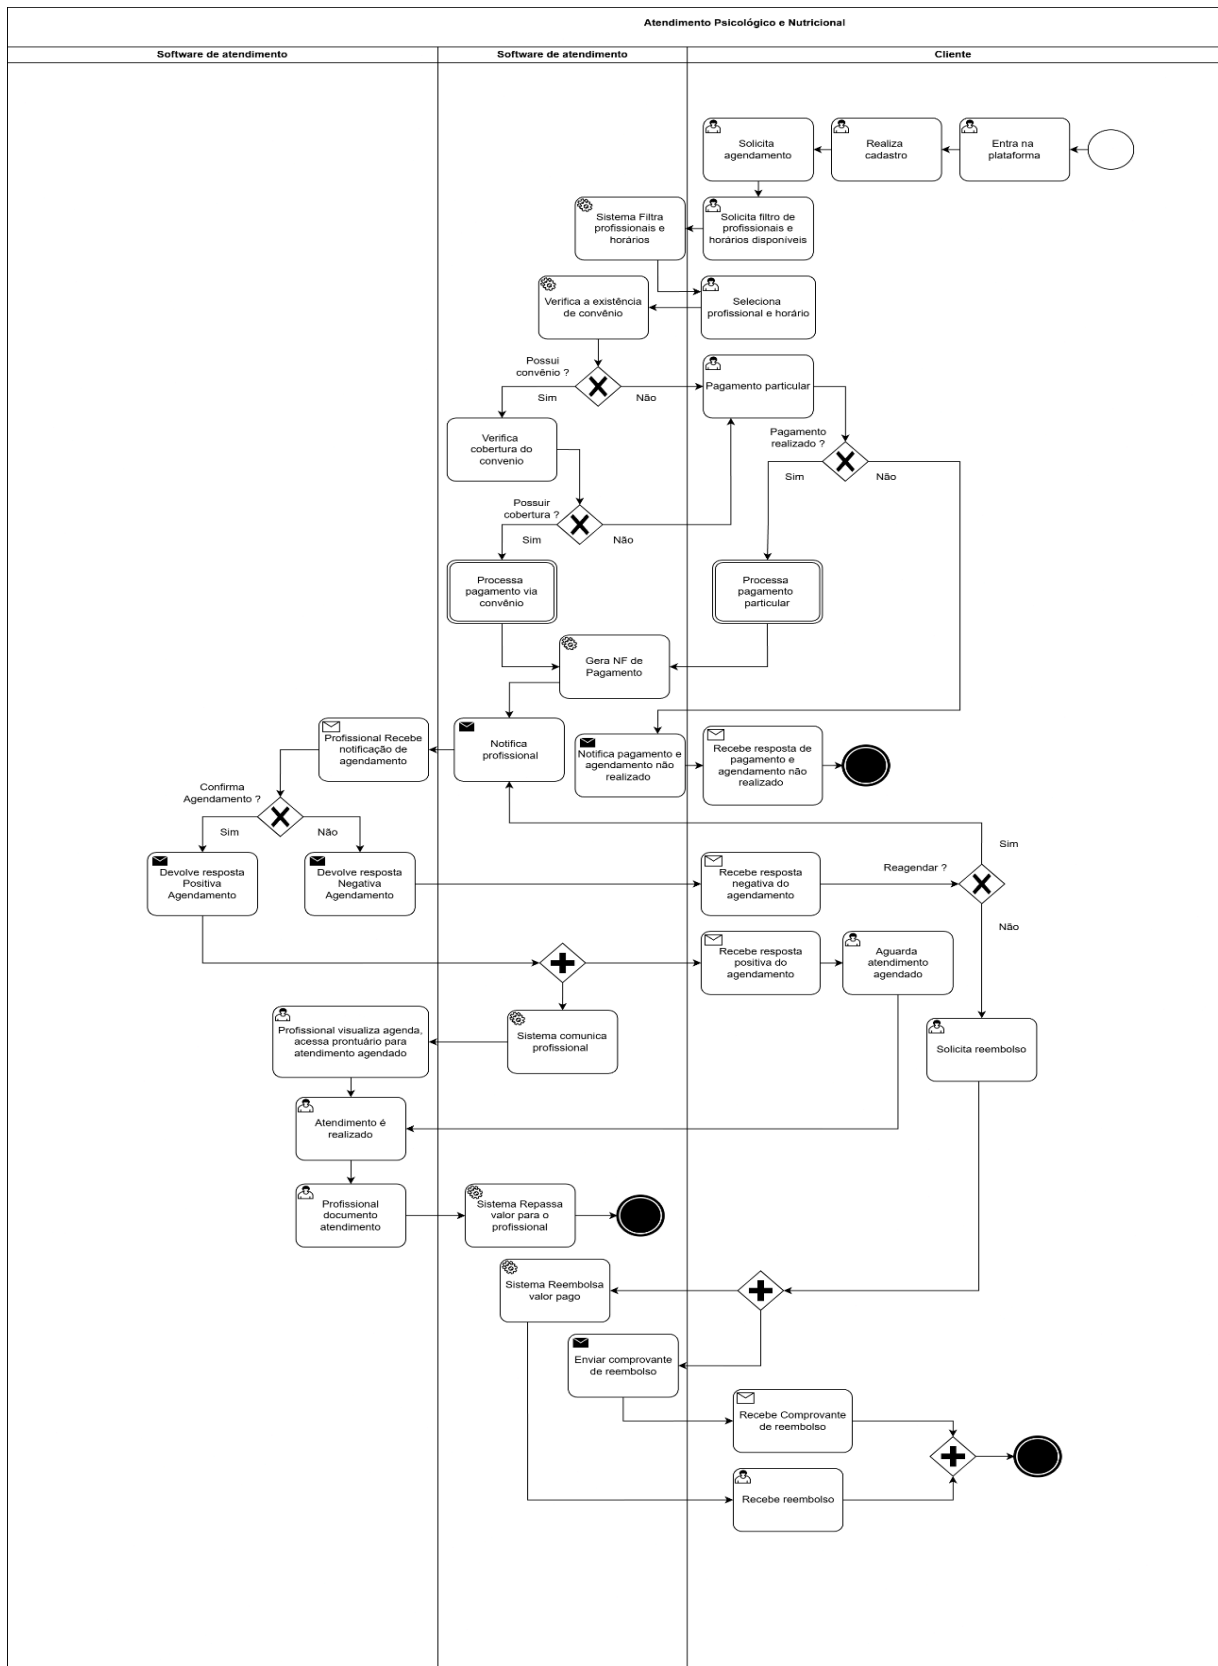 Atendimento Psicológico e Nutricional
Software de atendimento
Software de atendimento
Cliente
Solicita
agendamento
Realiza
cadastro
Entra na
plataforma
Sistema Filtra
profissionais e
horários
Solicita filtro de
profissionais e
horários disponíveis
Verifica a existência
de convênio
Seleciona
profissional e horário
Possui
convênio ?
Sim
Não
Pagamento particular
Verifica
cobertura do
convenio
Pagamento
realizado ?
Sim
Não
Possuir
cobertura ?
Sim
Não
Processa
pagamento via
convênio
Processa
pagamento
particular
Gera NF de
Pagamento
Profissional Recebe
notificação de
agendamento
Notifica
profissional
Notifica pagamento e
agendamento não
realizado
Recebe resposta de
pagamento e
agendamento não
realizado
Confirma
Agendamento ?
Sim
Não
Sim
Devolve resposta
Positiva
Agendamento
Devolve resposta
Negativa
Agendamento
Recebe resposta
negativa do
agendamento
Reagendar ?
Não
Recebe resposta
positiva do
agendamento
Aguarda
atendimento
agendado
Profissional visualiza agenda,
acessa prontuário para
atendimento agendado
Sistema comunica
profissional
Solicita reembolso
Atendimento é
realizado
Profissional
documento
atendimento
Sistema Repassa
valor para o
profissional
Sistema Reembolsa
valor pago
Enviar comprovante
de reembolso
Recebe Comprovante
de reembolso
Recebe reembolso